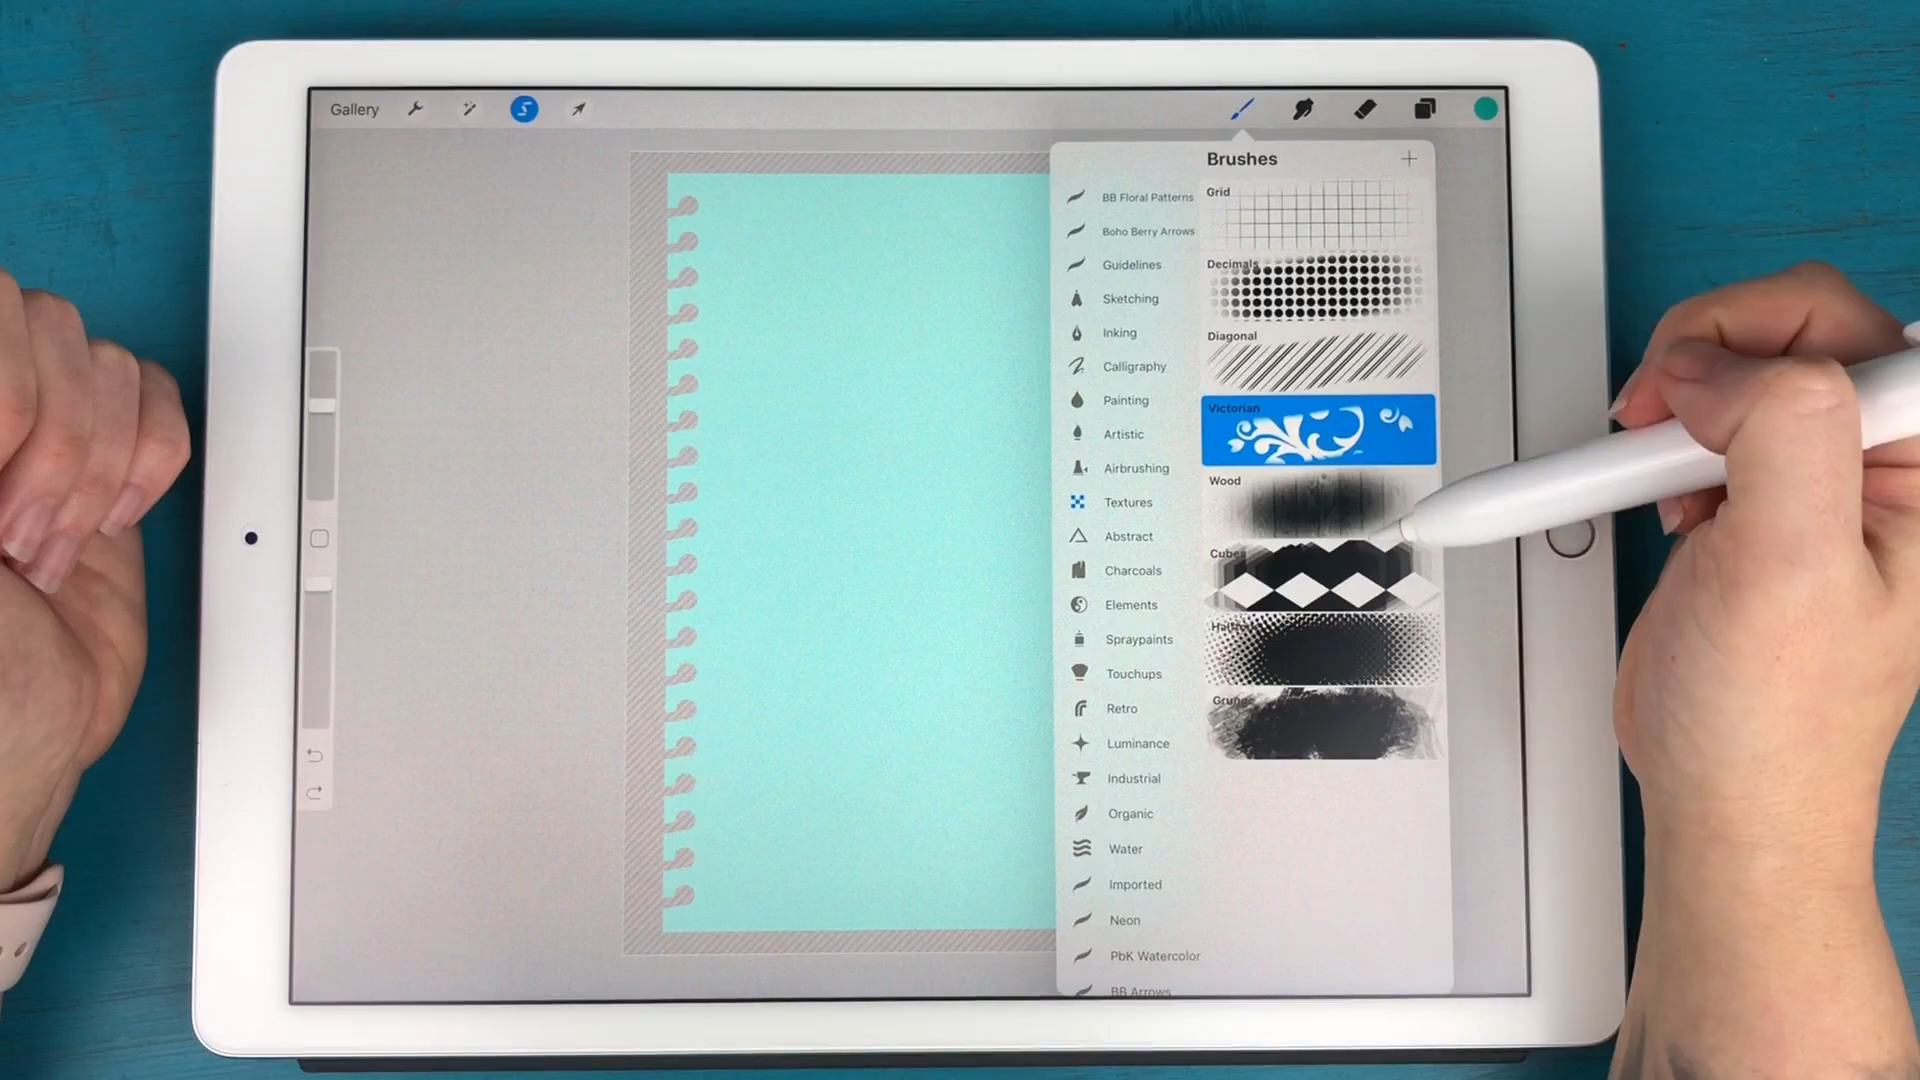 Gallery
Brushes
BB Floral Patterns
Boho Berry Arrows
Guidelines
Sketching
Inking
Calligraphy
Painting
Artistic
Airbrushing
Textures
Abstract
Charcoals
Elements
Spraypaints
Touchups
Retro
Luminance
Industrial
Organic
Water
Imported
Neon
PbK Watercolor
BB Arrows
Grid
Decimals
Diagonal
Victorian
Wood
Cubes
Grunge